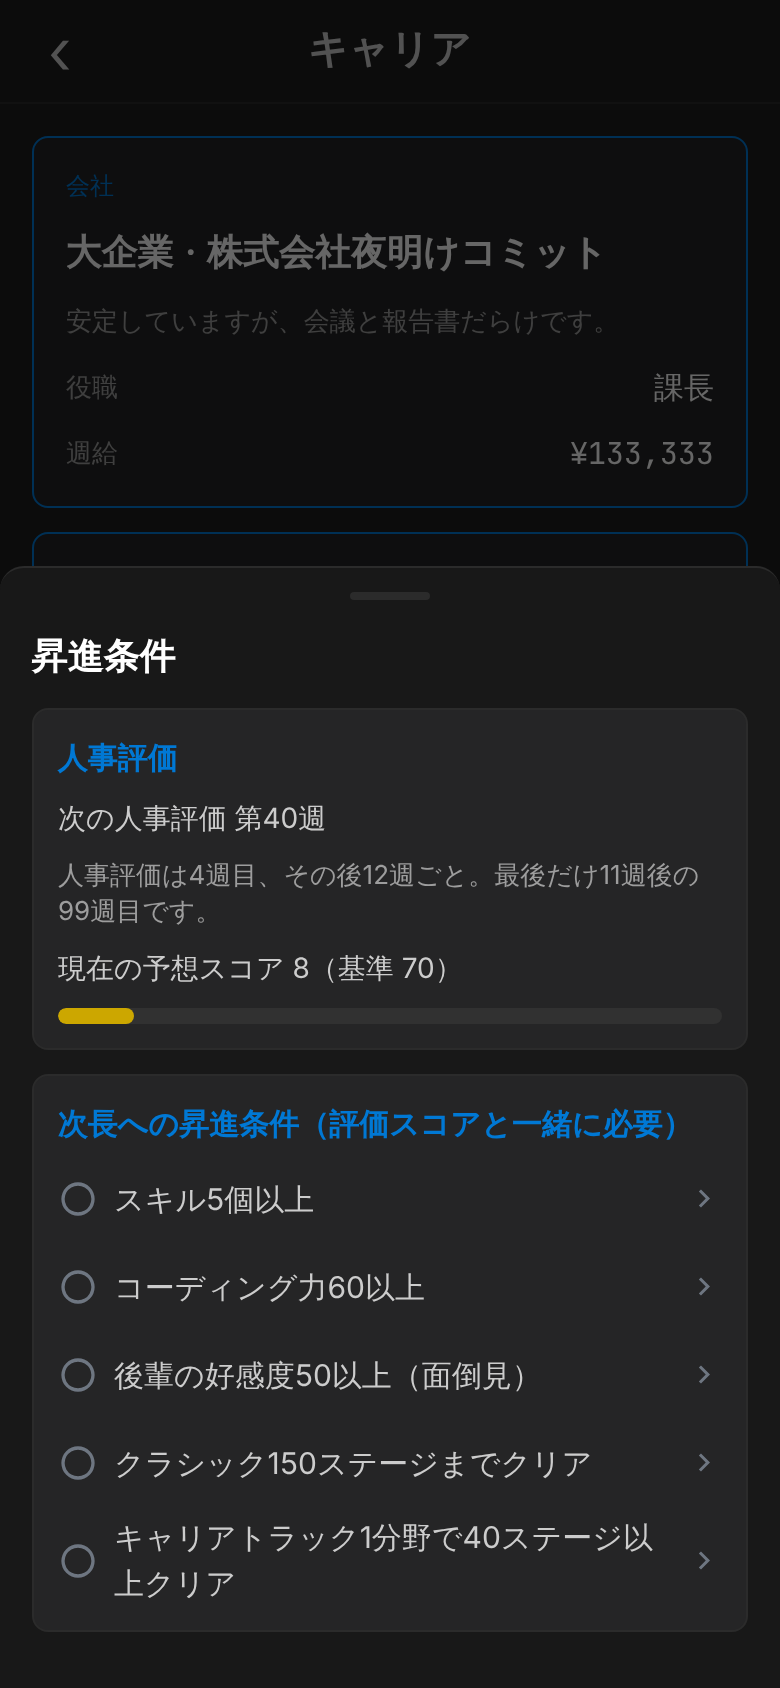 キャリア
会社
大企業・株式会社夜明けコミット
安定していますが、会議と報告書だらけです。
役職 課長
週給 ¥133,333
昇進条件
人事評価
次の人事評価 第40週
人事評価は4週目、その後12週ごと。最後だけ11週後の
99週目です。
現在の予想スコア 8（基準 70）
次長への昇進条件（評価スコアと一緒に必要）
スキル5個以上
コーディング力60以上
後輩の好感度50以上（面倒見）
クラシック150ステージまでクリア
キャリアトラック1分野で40ステージ以
上クリア